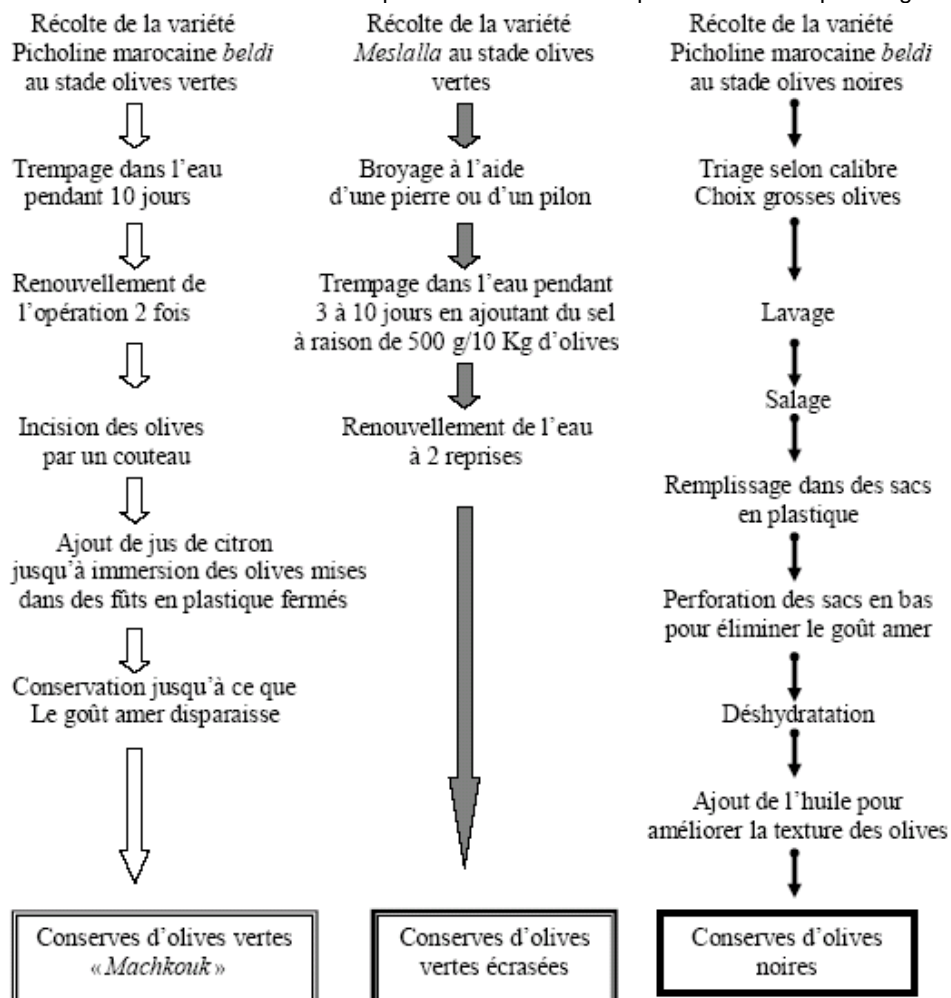 Récolte de la variété
Picholine marocaine beldi
au stade olives vertes
Trempage dans l'eau
pendant 10 jours
Renouvellement de
l'opération 2 fois
Incision des olives
par un couteau
Ajout de jus de citron
jusqu'à immersion des olives mises
dans des fûts en plastique fermés
Conservation jusqu'à ce que
Le goût amer disparaisse
Conserves d'olives vertes
« Machkouk »
Récolte de la variété
Meslalla au stade olives
vertes
Broyage à l'aide
d'une pierre ou d'un pilon
Trempage dans l'eau pendant
3 à 10 jours en ajoutant du sel
à raison de 500 g/10 Kg d'olives
Renouvellement de l'eau
à 2 reprises
Conserves d'olives
vertes écrasées
Récolte de la variété
Picholine marocaine beldi
au stade olives noires
Triage selon calibre
Choix grosses olives
Lavage
Salage
Remplissage dans des sacs
en plastique
Perforation des sacs en bas
pour éliminer le goût amer
Déshydratation
Ajout de l'huile pour
améliorer la texture des olives
Conserves d'olives
noires